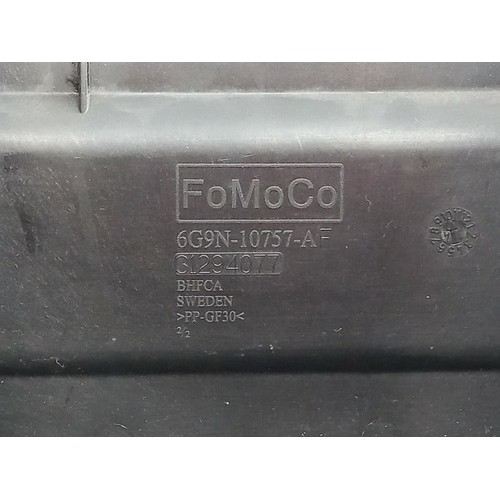 FoMoCo
6G9N-10757-AF
31294077
BHFCA
SWEDEN
>PP-GF30<
2/2